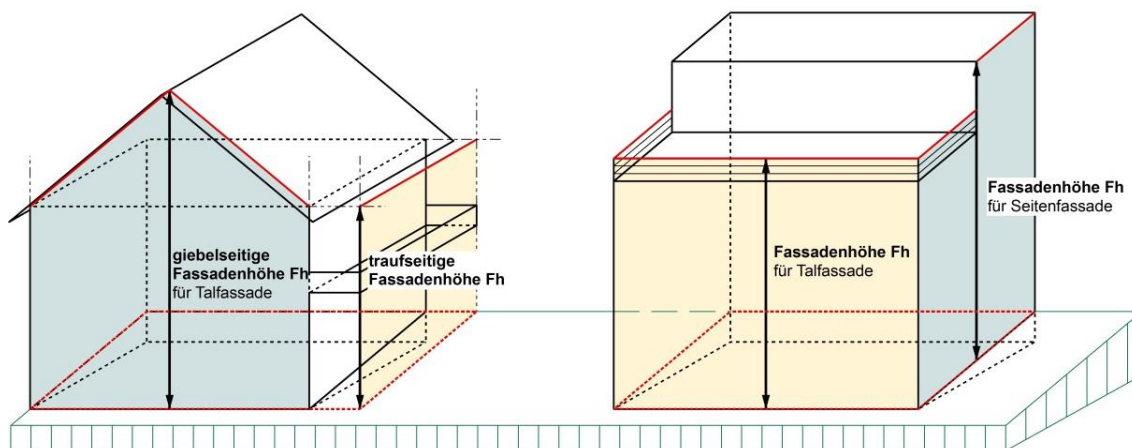 giebelseitige
Fassadenhöhe Fh
für Talfassade
traufseitige
Fassadenhöhe Fh
Fassadenhöhe Fh
für Talfassade
Fassadenhöhe Fh
für Seitenfassade